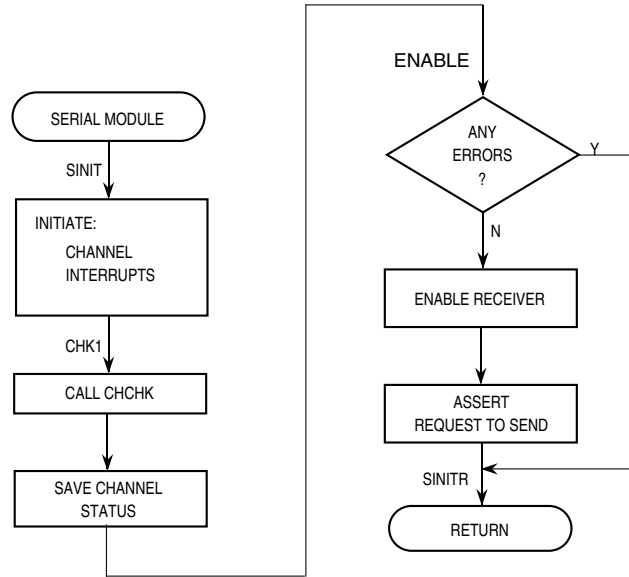 SERIAL MODULE
SINIT
INITIATE:
CHANNEL
INTERRUPTS
CHK1
CALL CHCHK
SAVE CHANNEL
STATUS
ENABLE
ANY
ERRORS
?
Y
N
ENABLE RECEIVER
ASSERT
REQUEST TO SEND
SINITR
RETURN